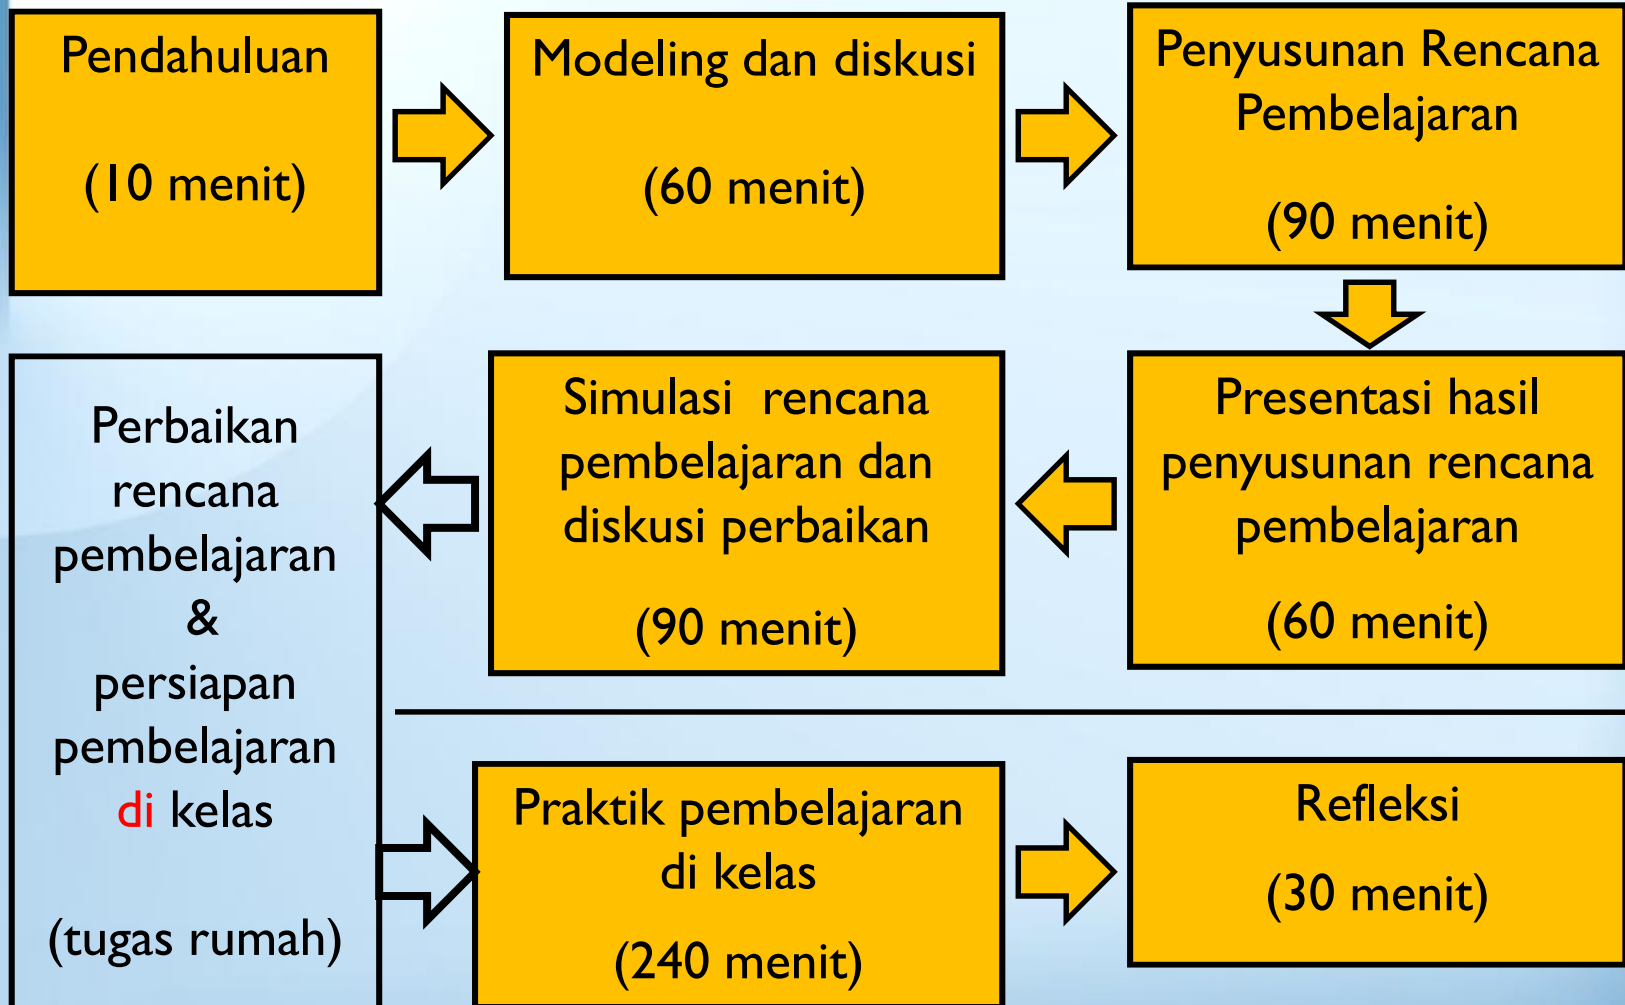 Pendahuluan
(10 menit)
Modeling dan diskusi
(60 menit)
Penyusunan Rencana
Pembelajaran
(90 menit)
Presentasi hasil
penyusunan rencana
pembelajaran
(60 menit)
Simulasi rencana
pembelajaran dan
diskusi perbaikan
(90 menit)
Perbaikan
rencana
pembelajaran
&
persiapan
pembelajaran
di kelas
(tugas rumah)
Praktik pembelajaran
di kelas
(240 menit)
Refleksi
(30 menit)